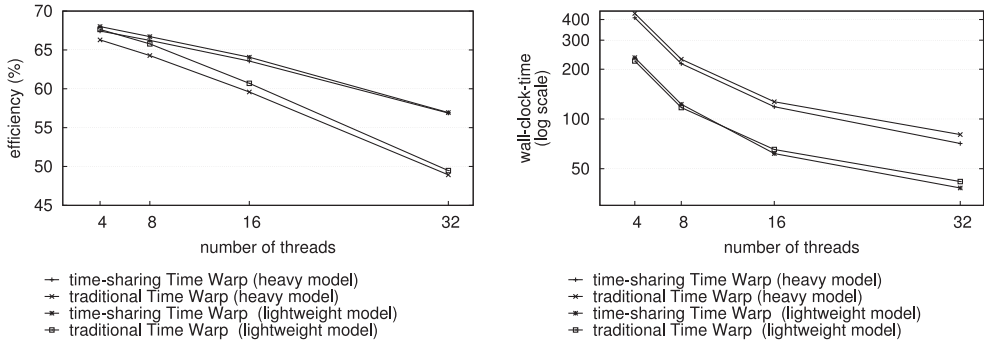 70
65
60
55
50
45
efficiency (%)
4 8 16 32
number of threads
time-sharing Time Warp (heavy model)
traditional Time Warp (heavy model)
time-sharing Time Warp (lightweight model)
traditional Time Warp (lightweight model)
400
300
200
100
50
wall-clock-time
(log scale)
4 8 16 32
number of threads
time-sharing Time Warp (heavy model)
traditional Time Warp (heavy model)
time-sharing Time Warp (lightweight model)
traditional Time Warp (lightweight model)